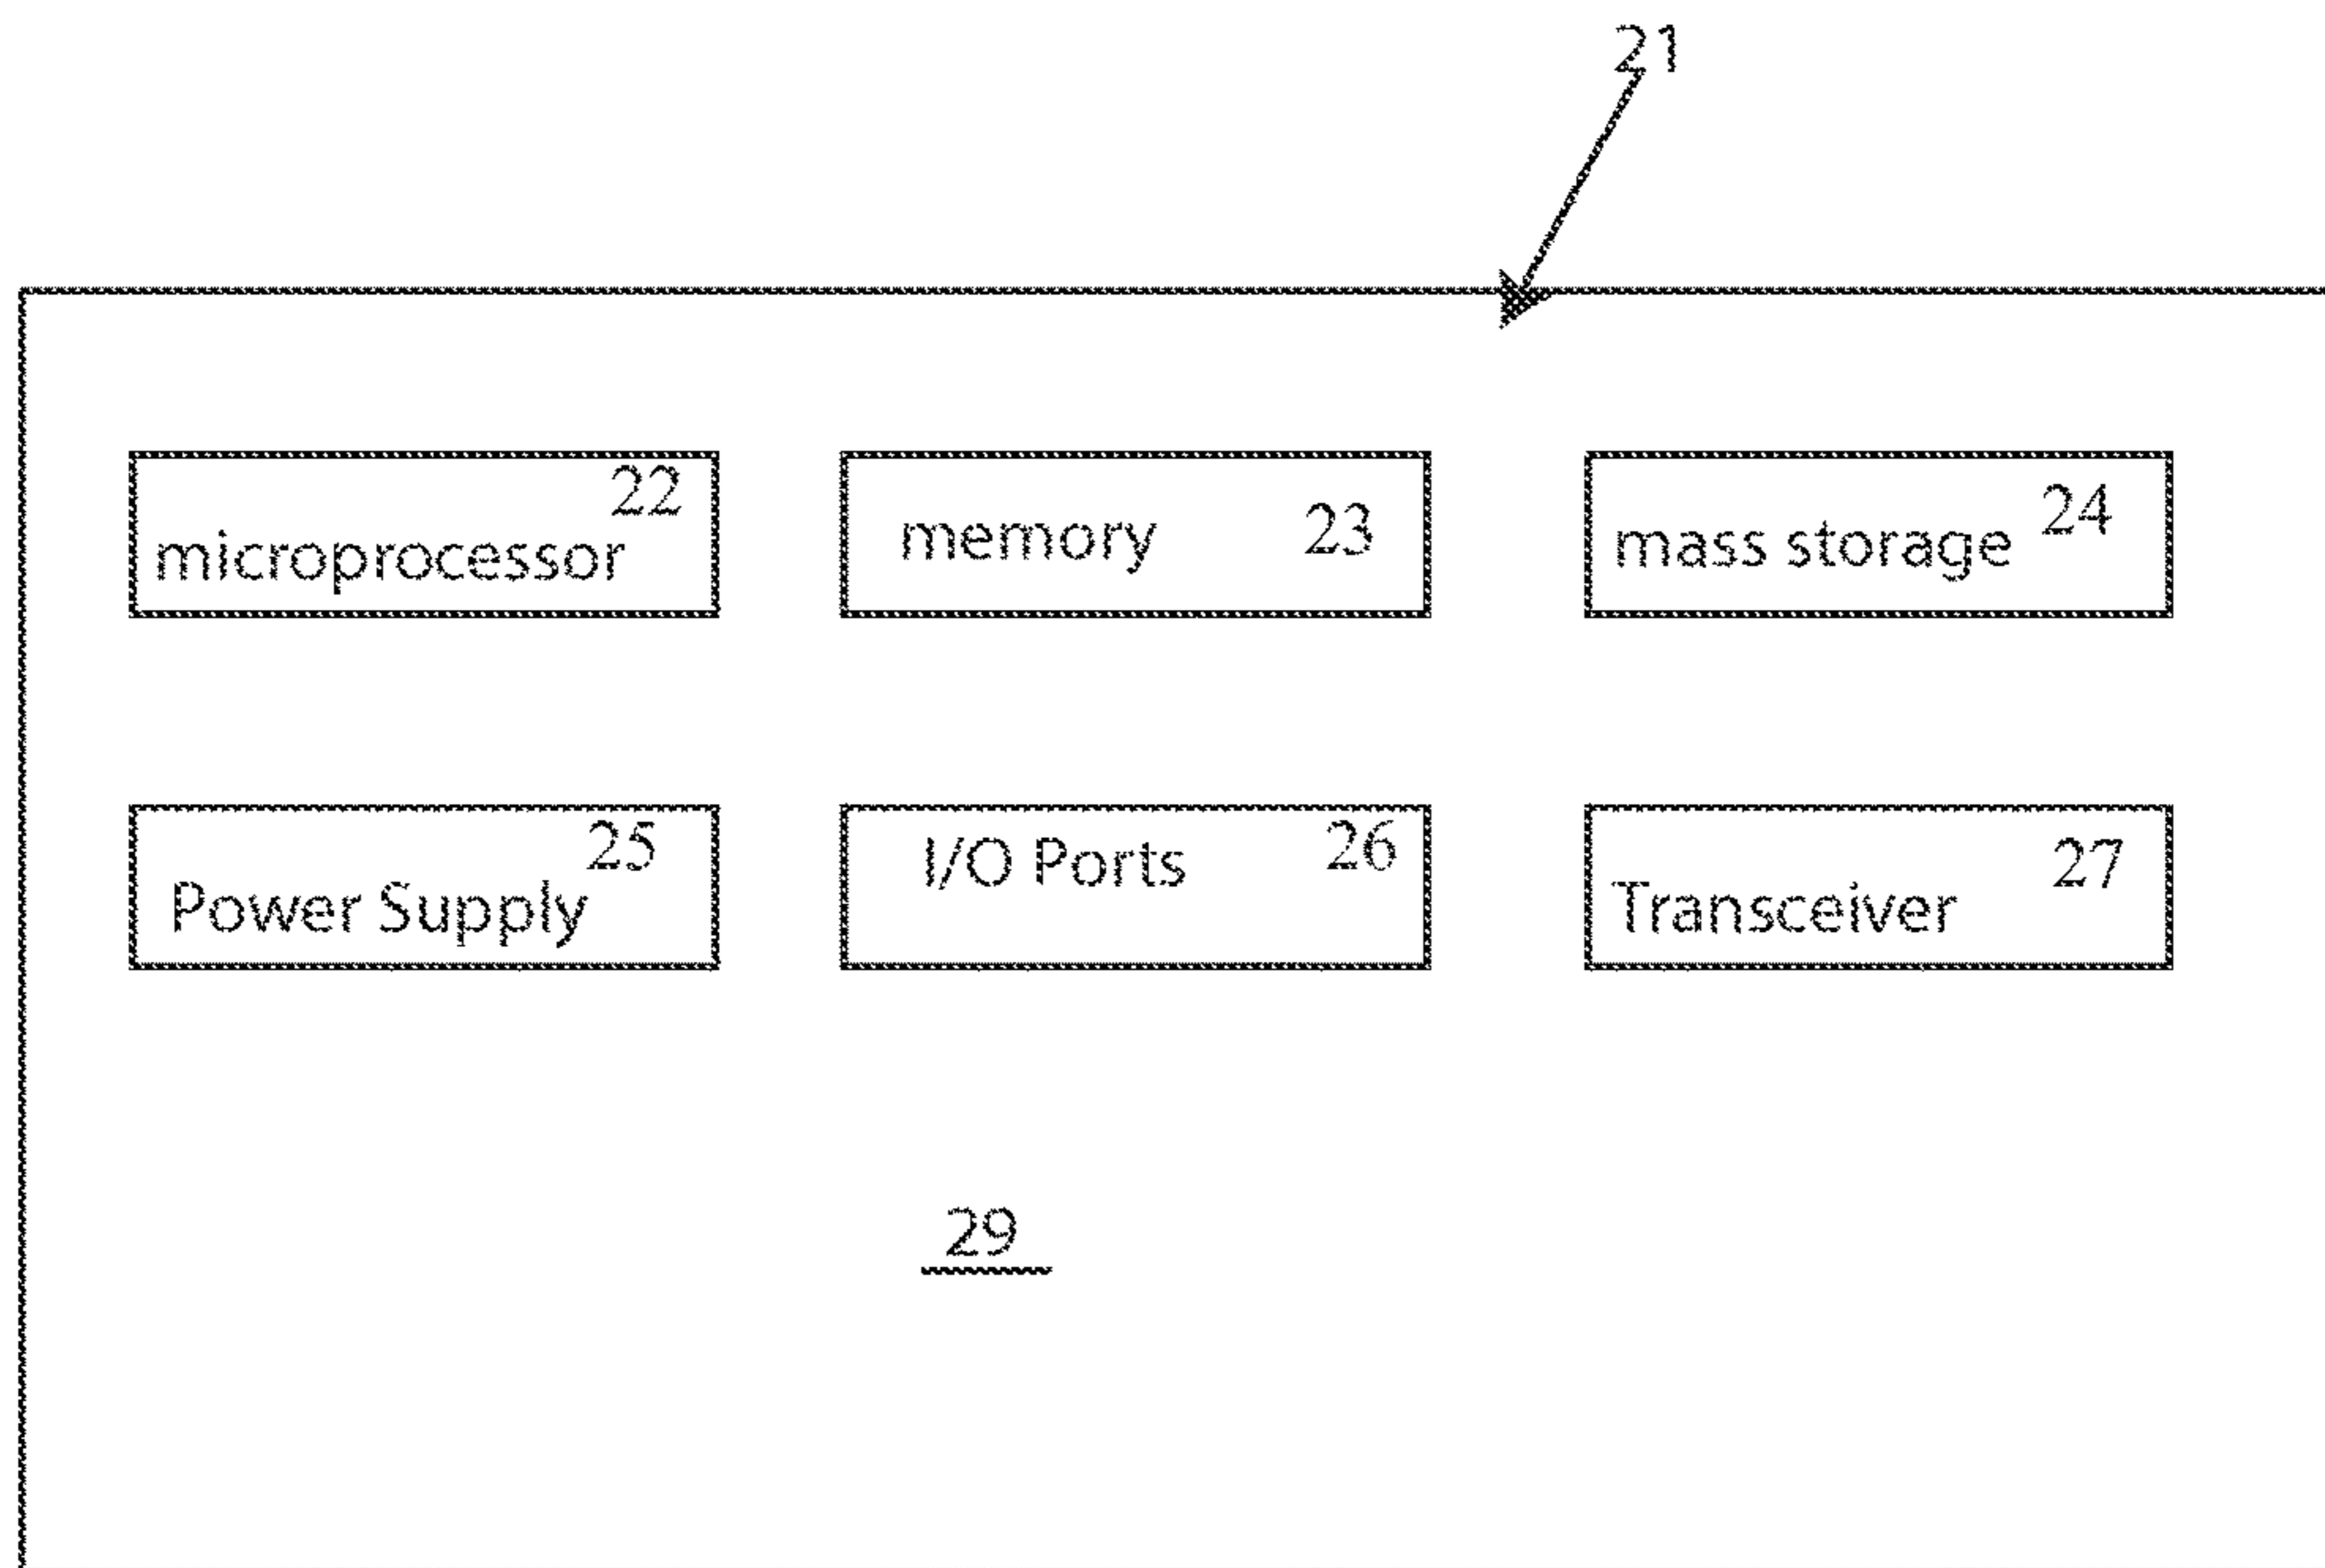 21
22
microprocessor
memory 23
mass storage 24
25
Power Supply
I/O Ports 26
27
Transceiver
29